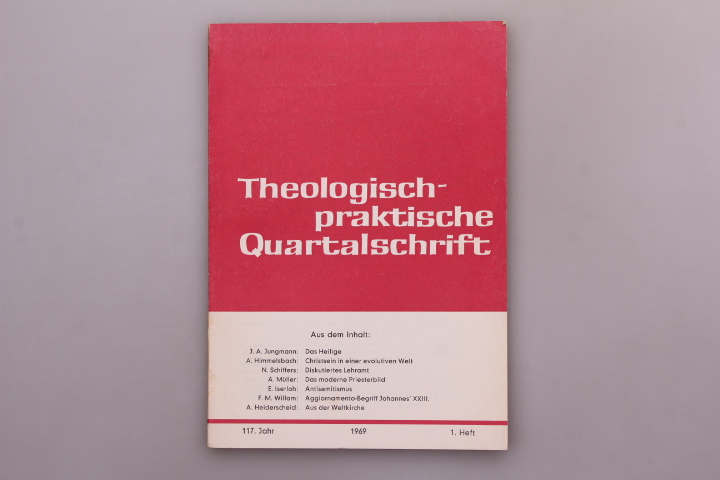 Theologisch-
praktische
Quartalschrift
Aus dem Inhalt:
J. A. Jungmann: Das Heilige
A. Himmelsbach: Christsein in einer evolutiven Welt
N. Schiffers: Diskutiertes Lehramt
A. Müller: Das moderne Priesterbild
E. Iserloh: Antisemitismus
F. M. Willam: Aggiornamento-Begriff Johannes' XXIII.
A. Heiderscheid: Aus der Weltkirche
117. Jahr 1969 1. Heft